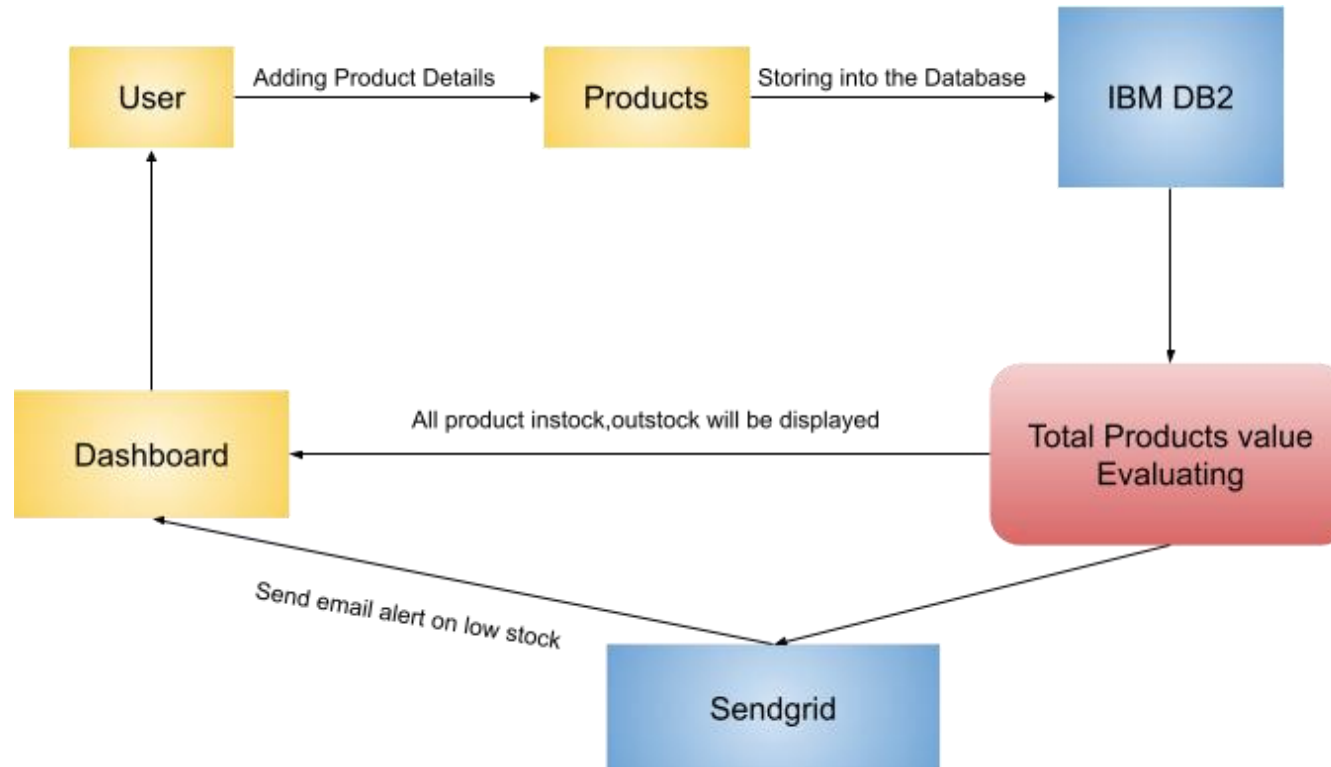 User
Adding Product Details
Products
Storing into the Database
IBM DB2
Dashboard
All product instock,outstock will be displayed
Total Products value
Evaluating
Send email alert on low stock
Sendgrid